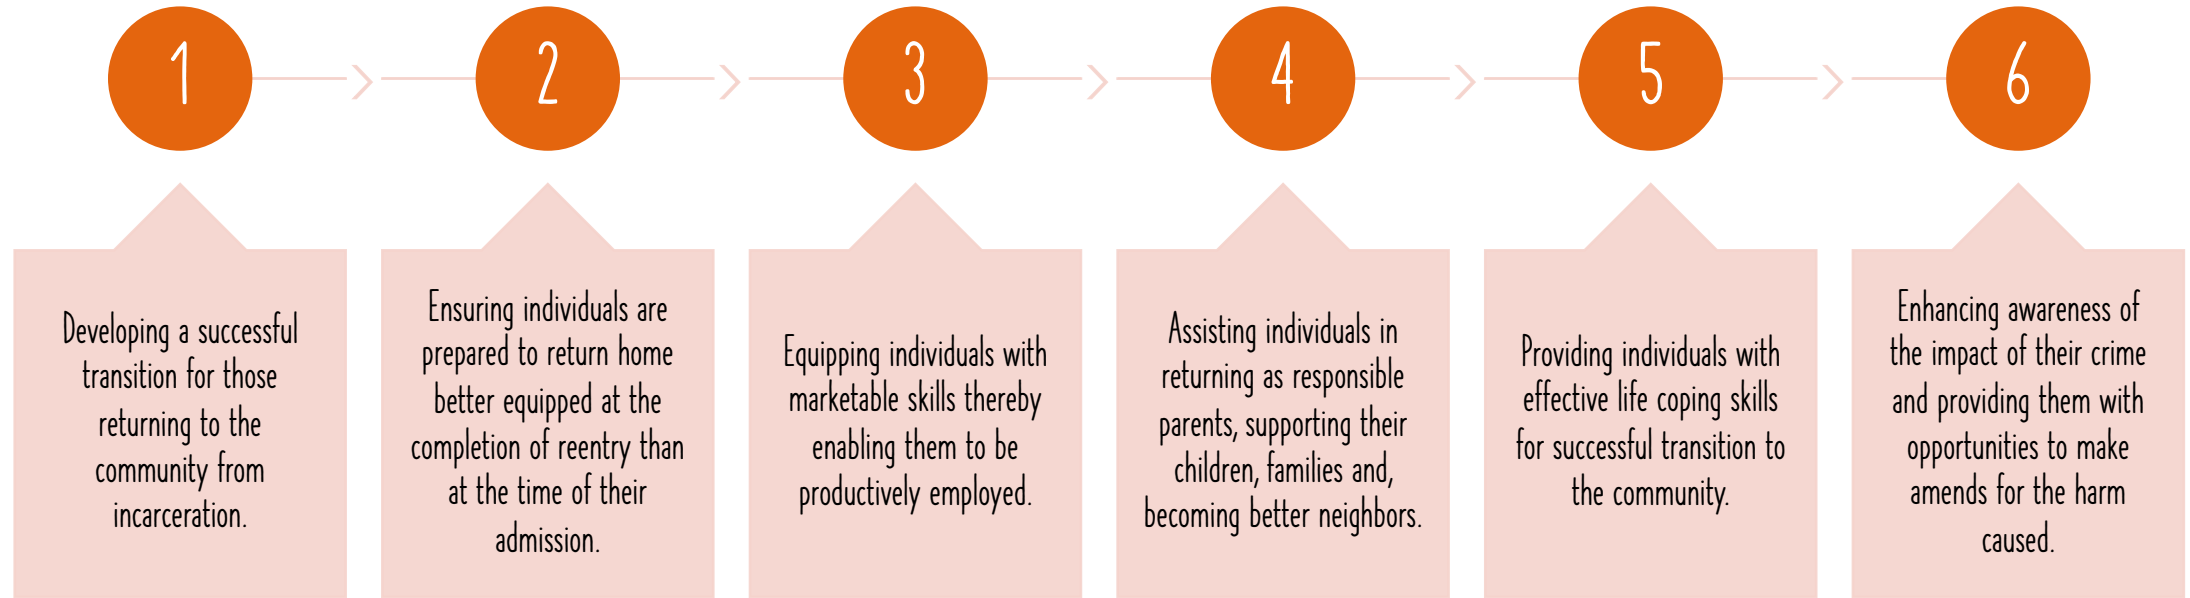 1
2
3
4
5
6
Developing a successful
transition for those
returning to the
community from
incarceration.
Ensuring individuals are
prepared to return home
better equipped at the
completion of reentry than
at the time of their
admission.
Equipping individuals with
marketable skills thereby
enabling them to be
productively employed.
Assisting individuals in
returning as responsible
parents, supporting their
children, families and,
becoming better neighbors.
Providing individuals with
effective life coping skills
for successful transition to
the community.
Enhancing awareness of
the impact of their crime
and providing them with
opportunities to make
amends for the harm
caused.